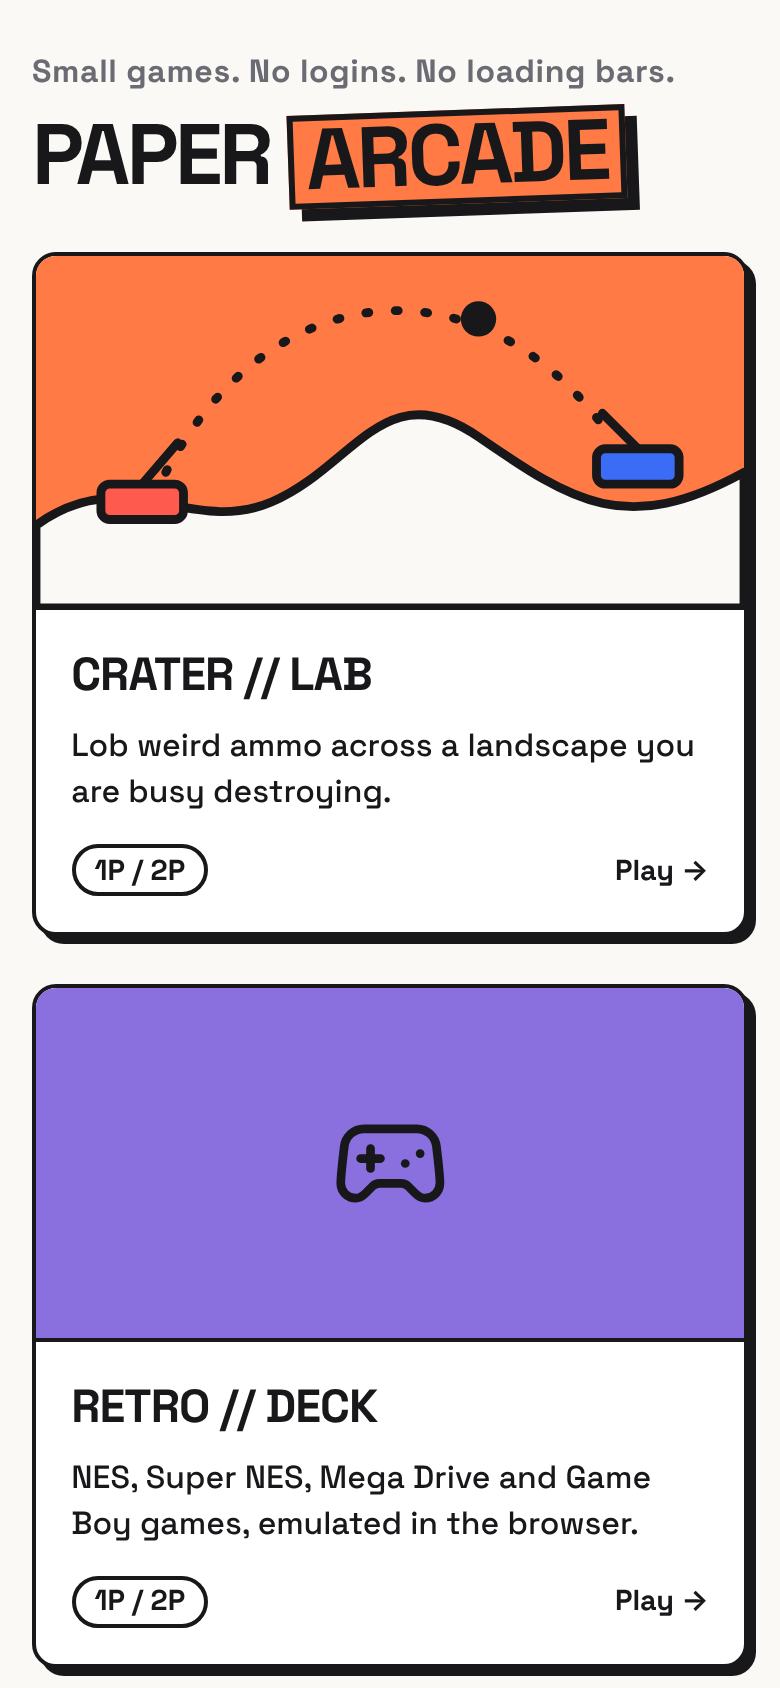 Small games. No logins. No loading bars.
PAPER ARCADE
CRATER // LAB
Lob weird ammo across a landscape you
are busy destroying.
1P / 2P
Play →
RETRO // DECK
NES, Super NES, Mega Drive and Game
Boy games, emulated in the browser.
1P / 2P
Play →